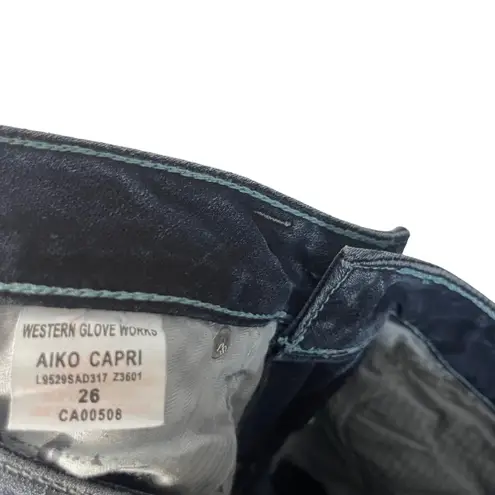 WESTERN GLOVE WORKS
AIKO CAPRI
L9529SAD317 Z3601
26
CA00508